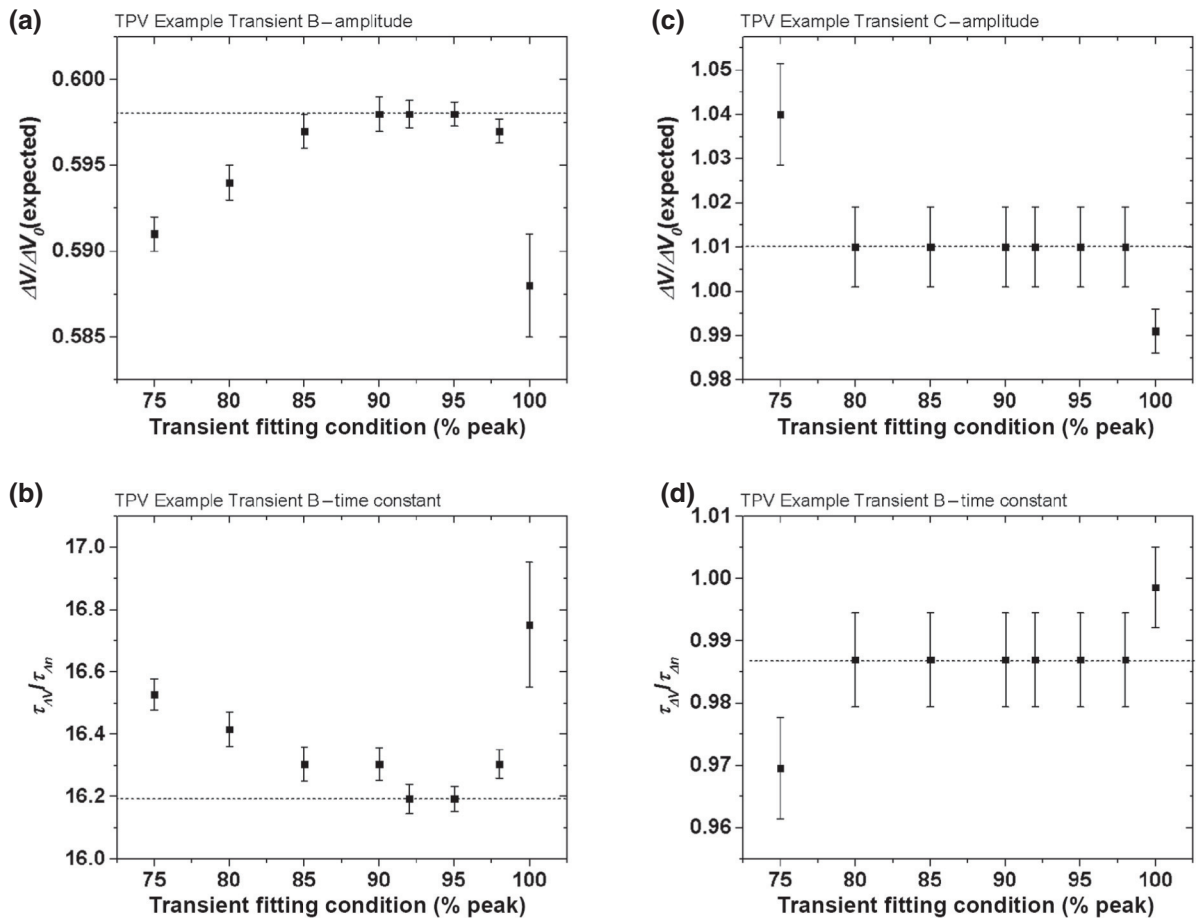 (a)
TPV Example Transient B–amplitude
ΔV/ΔV0(expected)
0.600
0.595
0.590
0.585
75 80 85 90 95 100
Transient fitting condition (% peak)
(c)
TPV Example Transient C–amplitude
ΔV/ΔV0(expected)
1.05
1.04
1.03
1.02
1.01
1.00
0.99
0.98
75 80 85 90 95 100
Transient fitting condition (% peak)
(b)
TPV Example Transient B–time constant
τΔV/τΔn
17.0
16.8
16.6
16.4
16.2
16.0
75 80 85 90 95 100
Transient fitting condition (% peak)
(d)
TPV Example Transient B–time constant
τΔV/τΔn
1.01
1.00
0.99
0.98
0.97
0.96
75 80 85 90 95 100
Transient fitting condition (% peak)